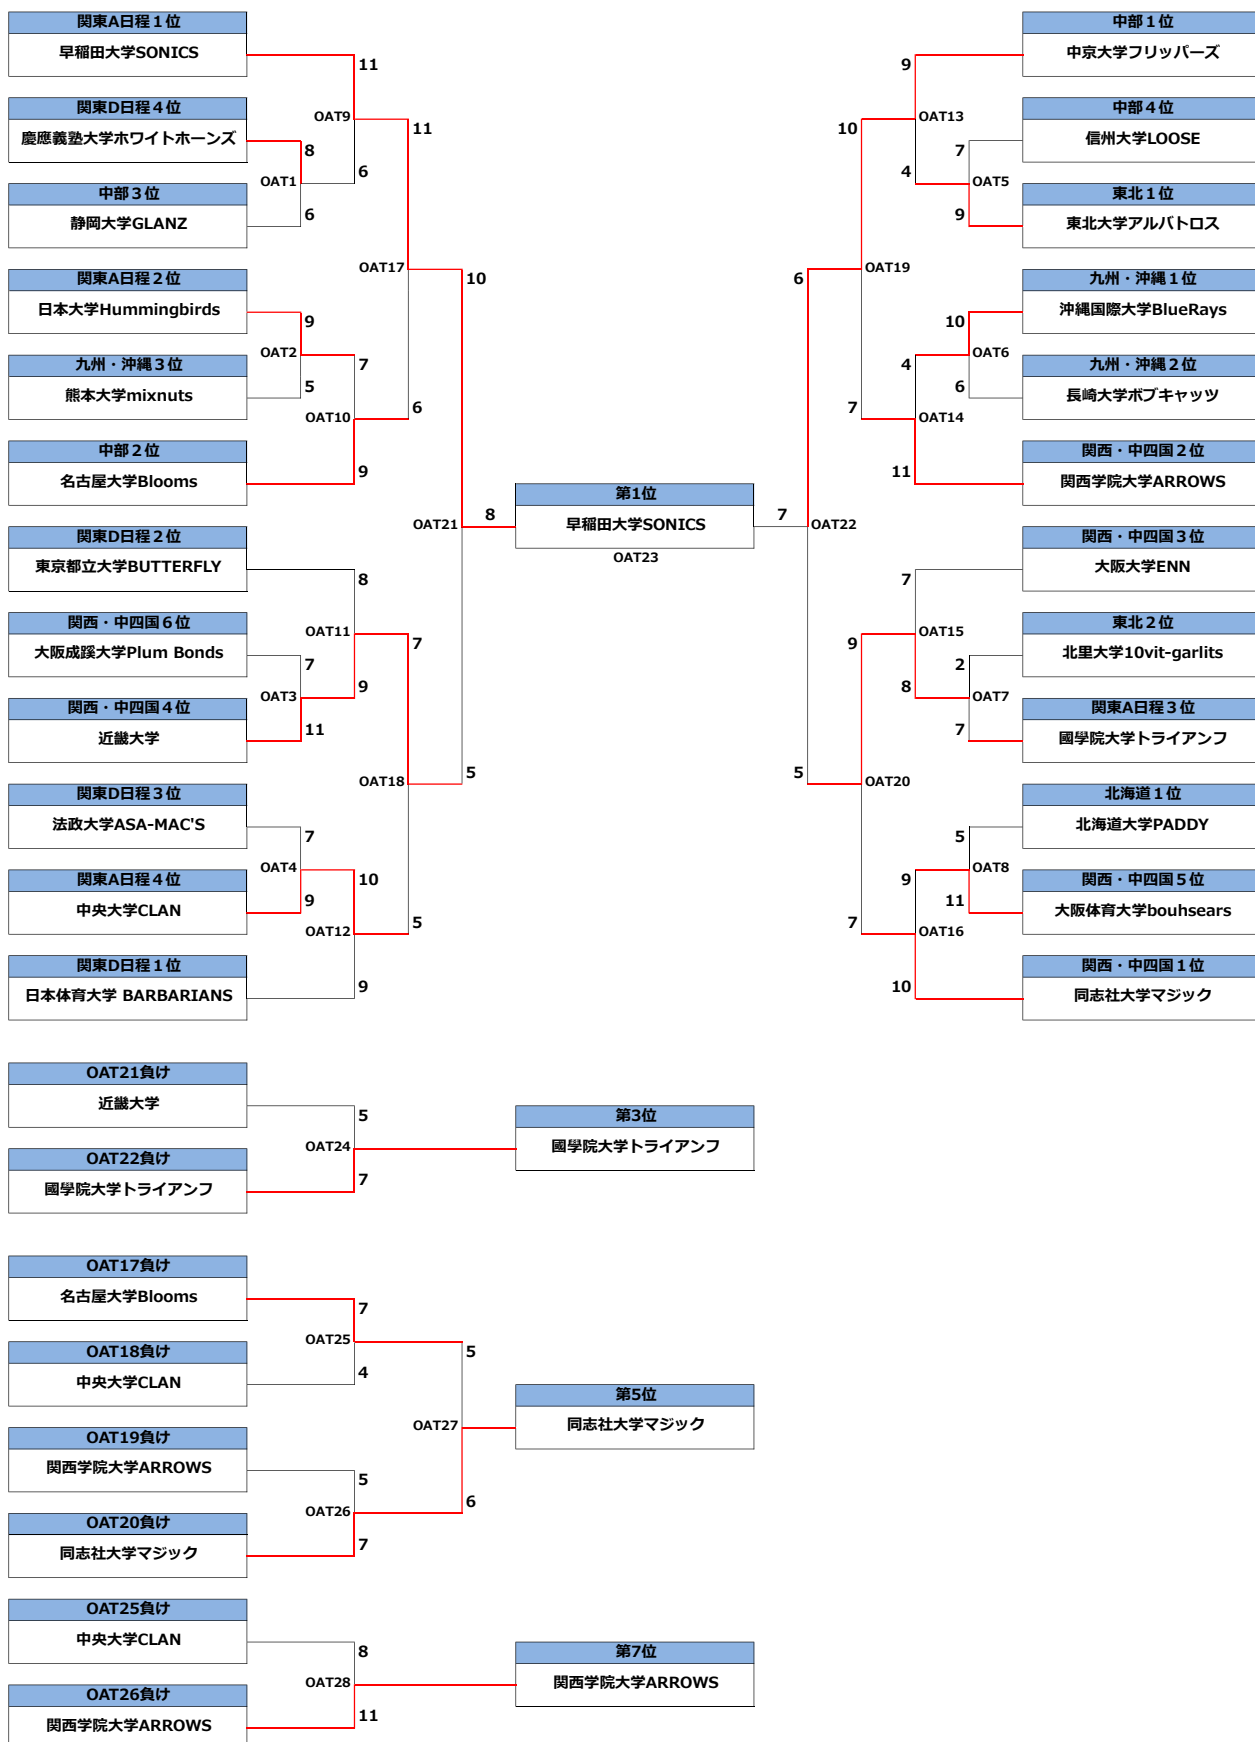 関東A日程１位
早稲田大学SONICS
11
関東D日程４位
OAT9
慶應義塾大学ホワイトホーンズ
8
11
OAT1
6
中部３位
静岡大学GLANZ
6
OAT17
関東A日程２位
日本大学Hummingbirds
9
10
OAT2
7
九州・沖縄３位
熊本大学mixnuts
5
OAT10
6
中部２位
名古屋大学Blooms
9
OAT21
8
関東D日程２位
東京都立大学BUTTERFLY
8
関西・中四国６位
OAT11
大阪成蹊大学Plum Bonds
7
7
OAT3
9
関西・中四国４位
近畿大学
11
OAT18
5
関東D日程３位
法政大学ASA-MAC'S
7
OAT4
10
関東A日程４位
中央大学CLAN
9
OAT12
5
関東D日程１位
日本体育大学 BARBARIANS
9
第1位
早稲田大学SONICS
OAT23
7
OAT22
中部１位
中京大学フリッパーズ
9
中部４位
OAT13
信州大学LOOSE
10
7
OAT5
4
東北１位
東北大学アルバトロス
9
OAT19
6
九州・沖縄１位
沖縄国際大学BlueRays
10
OAT6
4
九州・沖縄２位
長崎大学ボブキャッツ
6
7
OAT14
関西・中四国２位
関西学院大学ARROWS
11
関西・中四国３位
大阪大学ENN
7
東北２位
OAT15
北里大学10vit-garlits
9
2
OAT7
8
関東A日程３位
國學院大学トライアンフ
7
5
OAT20
北海道１位
北海道大学PADDY
5
OAT8
9
関西・中四国５位
大阪体育大学bouhsears
11
7
OAT16
関西・中四国１位
同志社大学マジック
10
OAT21負け
近畿大学
5
OAT24
OAT22負け
國學院大学トライアンフ
7
第3位
國學院大学トライアンフ
OAT17負け
名古屋大学Blooms
7
OAT25
5
OAT18負け
中央大学CLAN
4
OAT27
第5位
同志社大学マジック
OAT19負け
関西学院大学ARROWS
5
OAT26
6
OAT20負け
同志社大学マジック
7
OAT25負け
中央大学CLAN
8
OAT28
OAT26負け
関西学院大学ARROWS
11
第7位
関西学院大学ARROWS